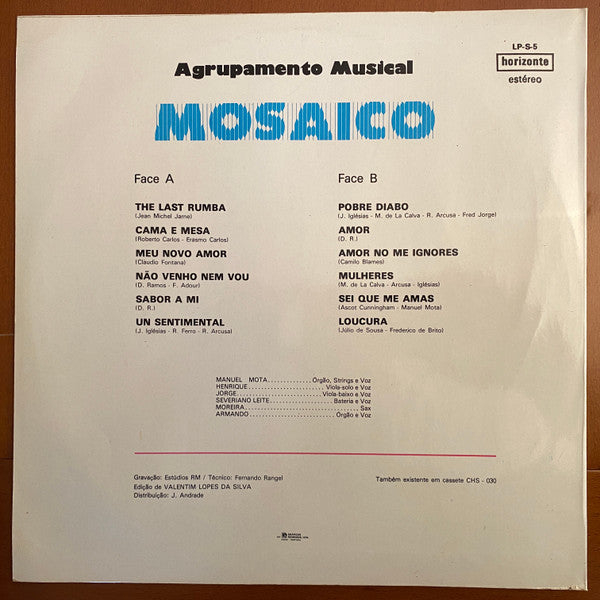 LP-S-5
horizonte
estéreo
Agrupamento Musical
MOSAICO
Face A
THE LAST RUMBA
(Jean Michel Jarre)
CAMA E MESA
(Roberto Carlos - Erasmo Carlos)
MEU NOVO AMOR
(Cláudio Fontana)
NÃO VENHO NEM VOU
(D. Ramos - F. Adour)
SABOR A MI
(D. R.)
UN SENTIMENTAL
(J. Iglésias - R. Ferro - R. Arcusa)
Face B
POBRE DIABO
(J. Iglésias - M. de La Calva - R. Arcusa - Fred Jorge)
AMOR
(D. R.)
AMOR NO ME IGNORES
(Camilo Blames)
MULHERES
(M. de La Calva - Arcusa - Iglésias)
SEI QUE ME AMAS
(Ascot Cunningham - Manuel Mota)
LOUCURA
(Júlio de Sousa - Frederico de Brito)
MANUEL MOTA..............Órgão, Strings e Voz
HENRIQUE........................Viola-solo e Voz
JORGE............................Viola-baixo e Voz
SEVERIANO LEITE....................Bateria e Voz
MOREIRA....................................Sax
ARMANDO..........................Órgão e Voz
Gravação: Estúdios RM / Técnico: Fernando Rangel
Edição de VALENTIM LOPES DA SILVA
Distribuição: J. Andrade
Também existente em cassete CHS - 030